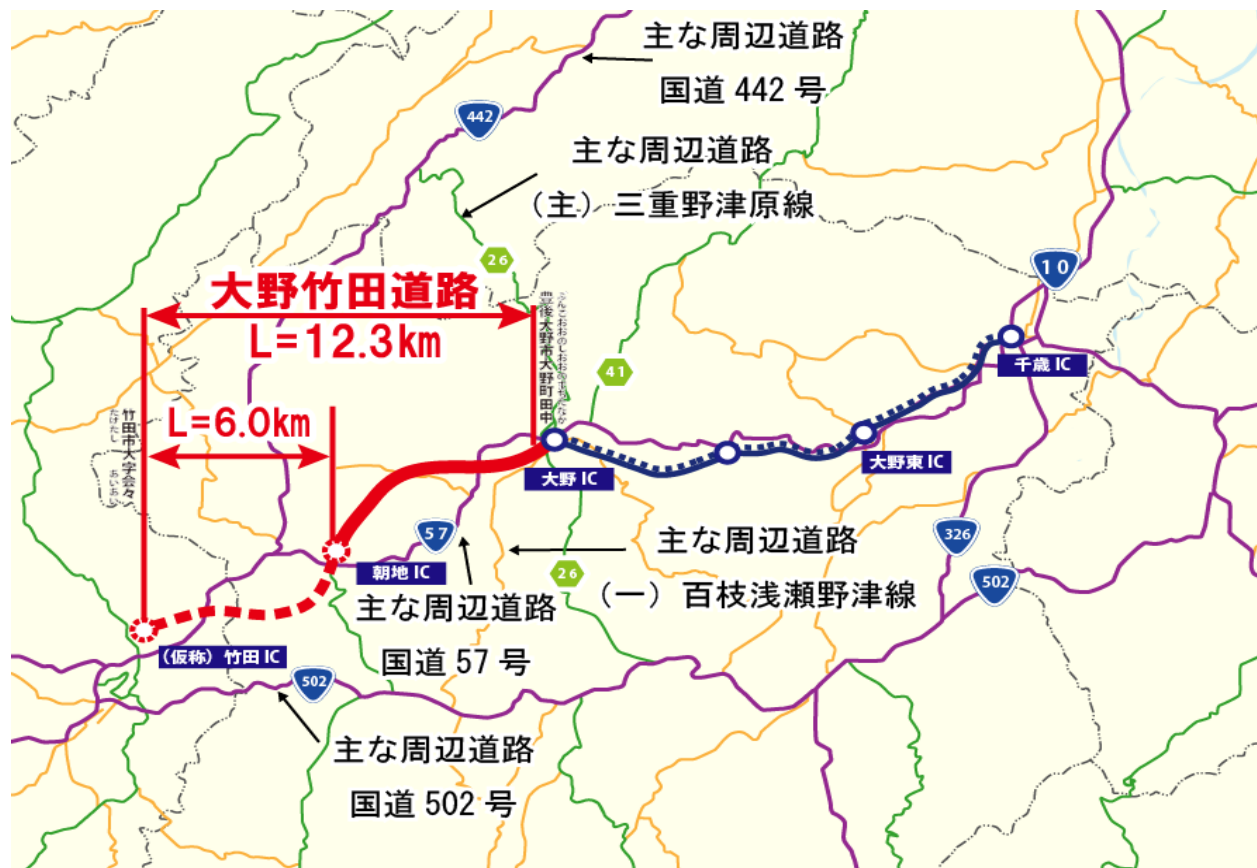 主な周辺道路
国道 442 号
442
主な周辺道路
（主）三重野津原線
26
10
大野竹田道路
L=12.3km
豊後大野市大野町田中
ぶんごおおのしおおのまちたなか
41
千歳 IC
L=6.0km
竹田市大字会々
たけたし あいあい
大野 IC
大野東 IC
57
朝地 IC
主な周辺道路
（一）百枝浅瀬野津線
26
326
502
主な周辺道路
国道 57 号
（仮称）竹田 IC
502
主な周辺道路
国道 502 号